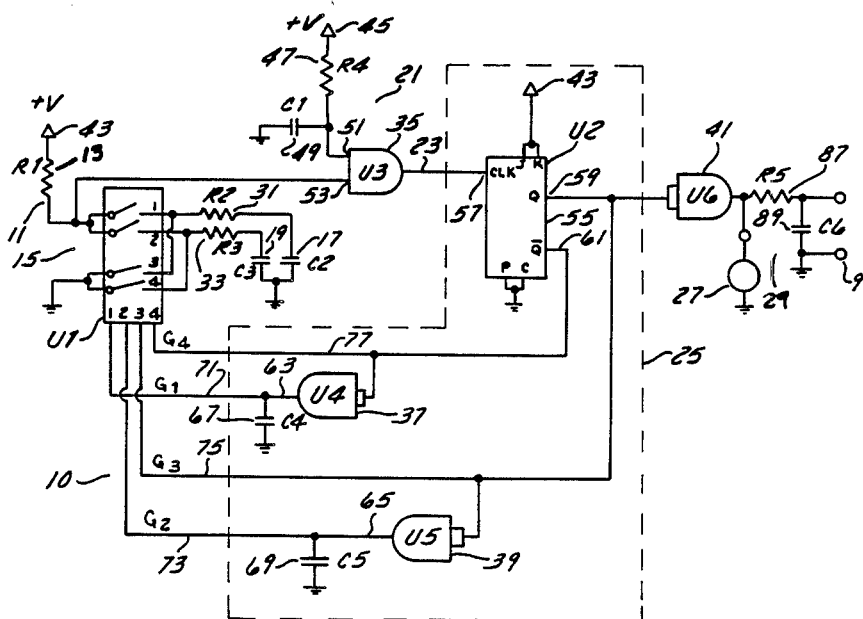 +V
45
47
R4
21
43
+V
43
C1
49
51
35
U3
53
23
U2
J K
CLK
Q
57
59
55
61
Q̅
P C
41
U6
R5
87
89
C6
27
29
9
R1
13
11
15
1
2
3
4
R2
31
R3
33
19
17
C3
C2
U1
1 2 3 4
G4
77
25
G1
71
63
U4
37
67
C4
10
G3
75
G2
73
65
U5
39
69
C5